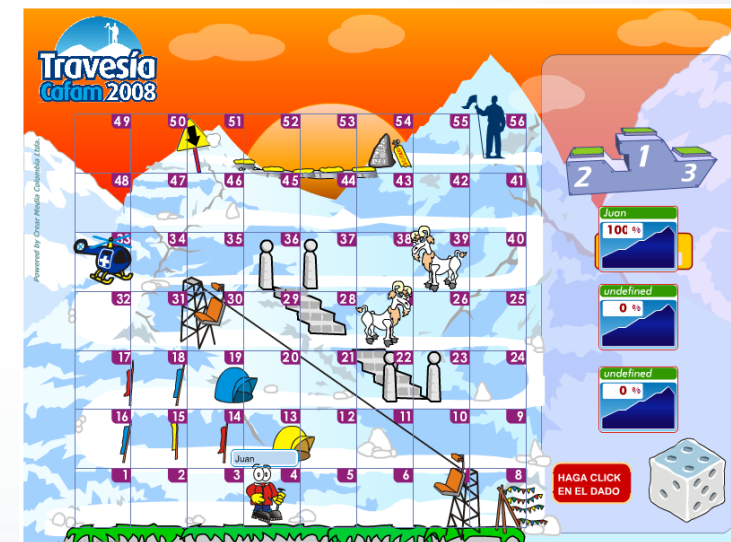 Travesía
Cafam 2008
Powered by Crear Media Colombia Ltda.
49 50 51 52 53 54 55 56
48 47 46 45 44 43 42 41
33 34 35 36 37 38 39 40
32 31 30 29 28 26 25
17 18 19 20 21 22 23 24
16 15 14 13 12 11 10 9
1 2 3 4 5 6 8
Juan
2 1 3
Juan
100 %
undefined
0 %
undefined
0 %
HAGA CLICK
EN EL DADO